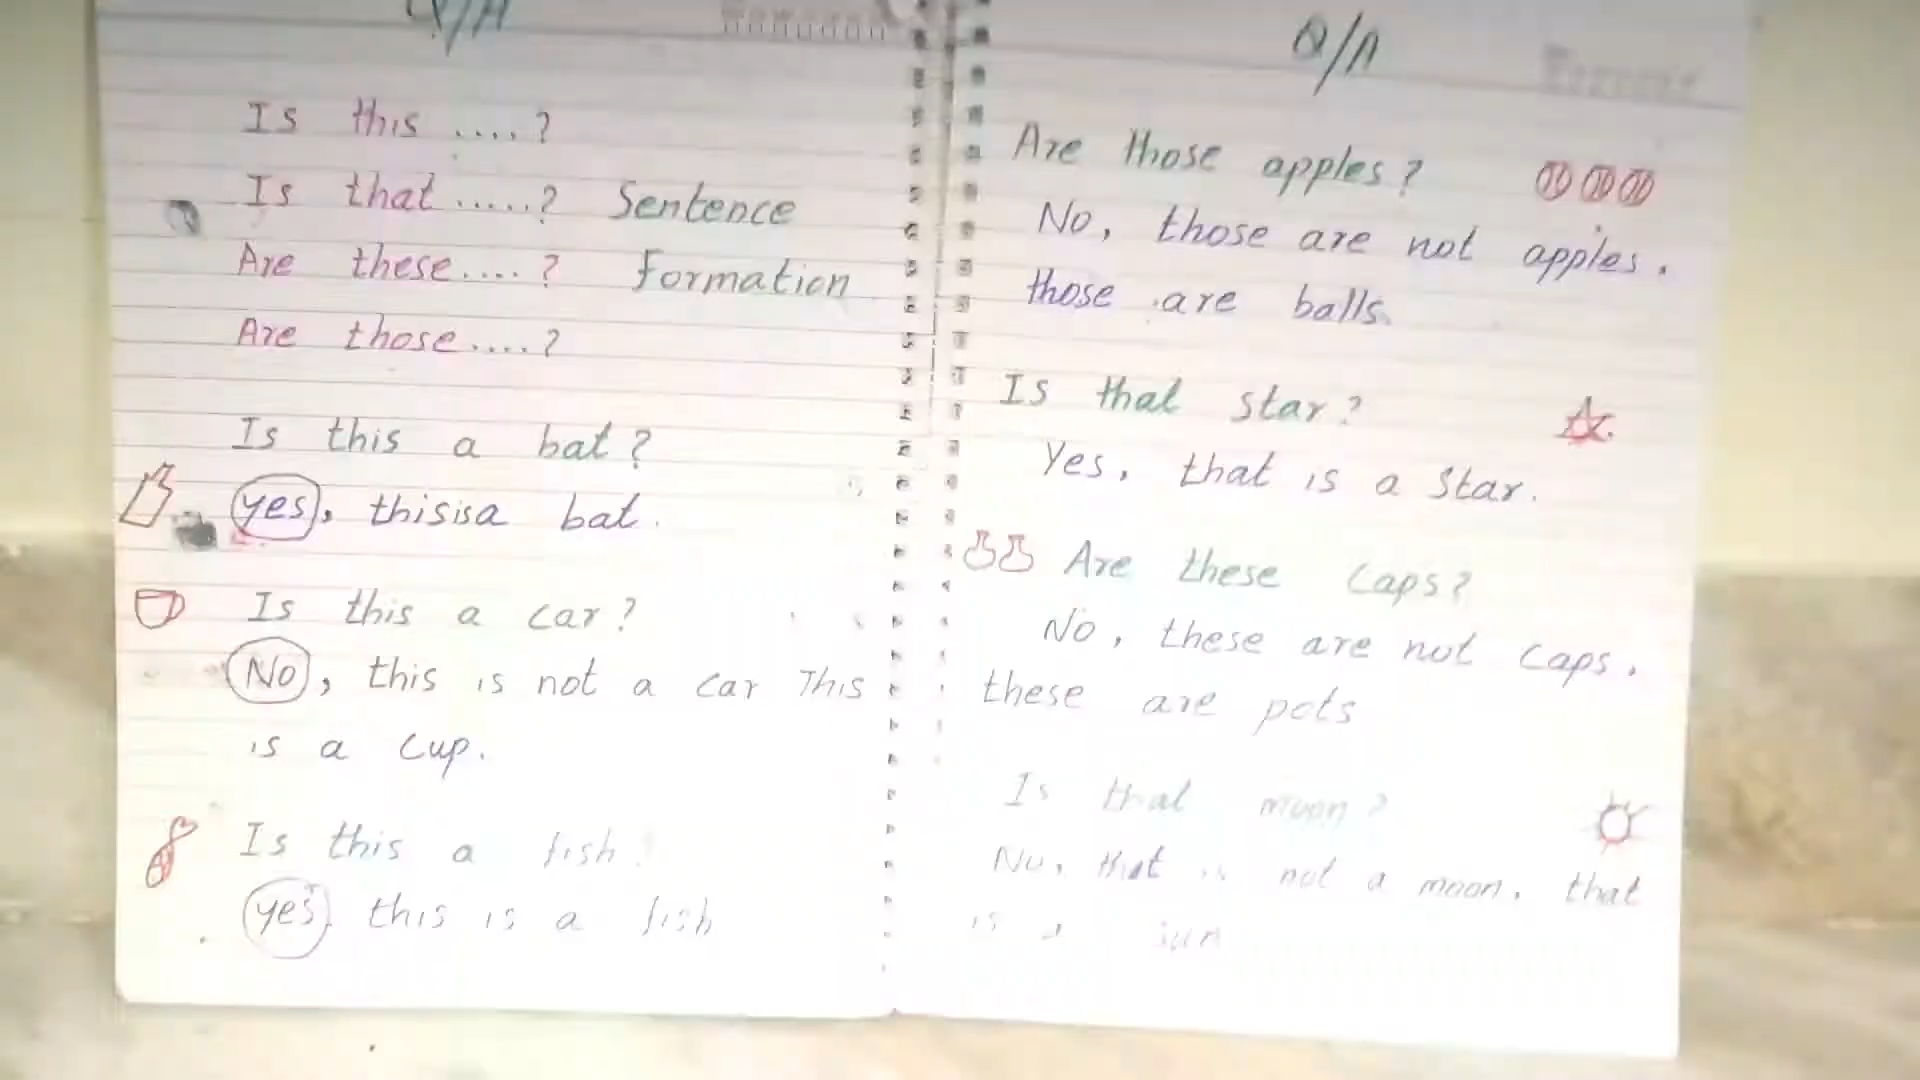 Q/A
Is this ....?
Is that .....? Sentence
Are these....? Formation
Are those....?
Is this a bat?
yes, thisisa bat.
Is this a car?
No, this is not a car This
is a cup.
Is this a fish?
yes, this is a fish
Q/A
Are those apples?
No, those are not apples.
those are balls.
Is that star?
Yes, that is a star.
Are these caps?
No, these are not caps.
these are pots
Is that moon?
No, that is not a moon, that
is a sun